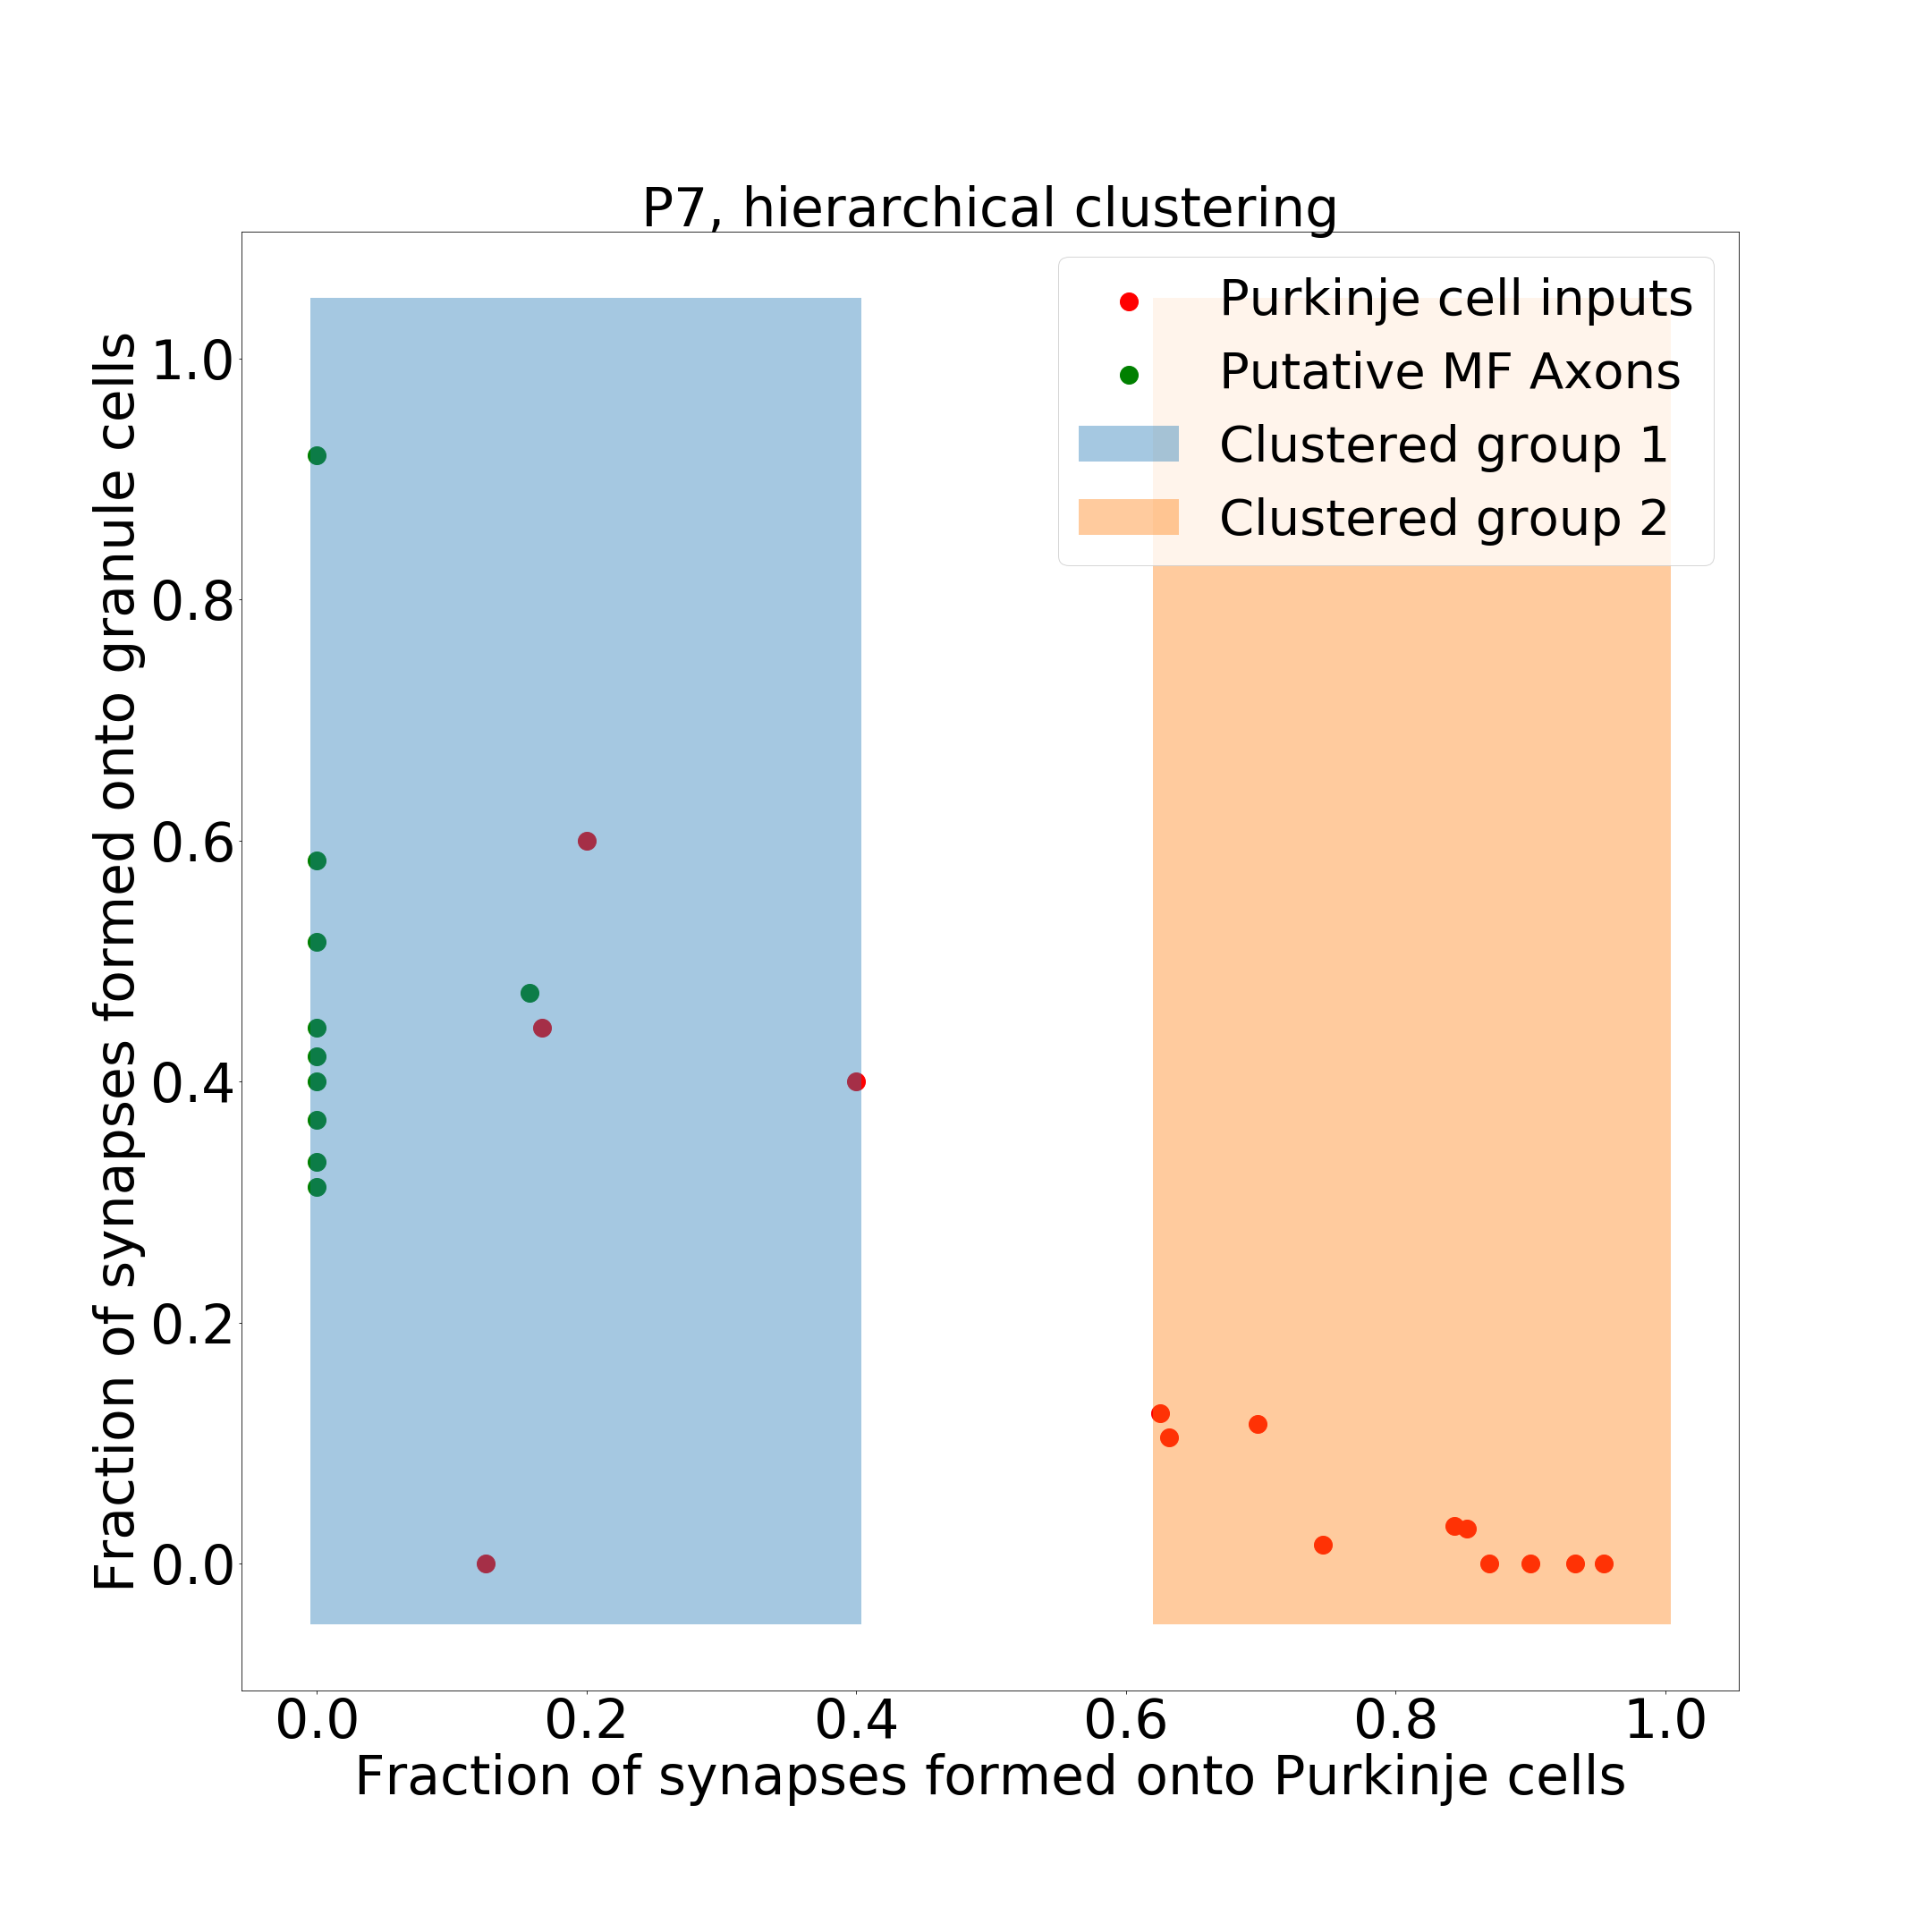 P7, hierarchical clustering
Purkinje cell inputs
Putative MF Axons
Clustered group 1
Clustered group 2
Fraction of synapses formed onto granule cells
1.0
0.8
0.6
0.4
0.2
0.0
0.0 0.2 0.4 0.6 0.8 1.0
Fraction of synapses formed onto Purkinje cells